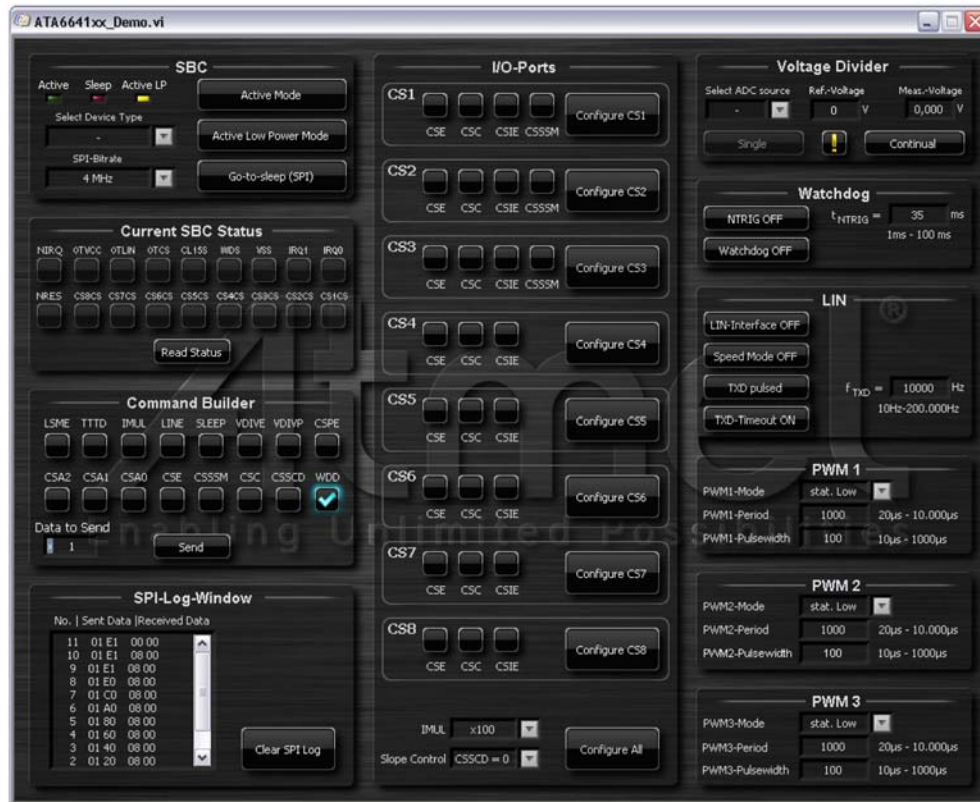 ATA6641xx_Demo.vi
SBC
Active Sleep Active LP
Active Mode
Select Device Type
-
Active Low Power Mode
SPI-Bitrate
4 MHz
Go-to-sleep (SPI)
Current SBC Status
NIRQ OTVCC OTLIN OTCS CL15S WDS VSS IRQ1 IRQ0
NRES CS8CS CS7CS CS6CS CS5CS CS4CS CS3CS CS2CS CS1CS
Read Status
Command Builder
LSME TTTD IMUL LINE SLEEP VDIVE VDIVP CSPE
CSA2 CSA1 CSA0 CSE CSSSM CSC CSSCD WDD
Data to Send
1
Send
SPI-Log-Window
No. | Sent Data |Received Data
11 01 E1 00 00
10 01 E1 08 00
9 01 E1 08 00
8 01 E0 08 00
7 01 C0 08 00
6 01 A0 08 00
5 01 80 08 00
4 01 60 08 00
3 01 40 08 00
2 01 20 08 00
Clear SPI Log
I/O-Ports
CS1
CSE CSC CSIE CSSSM
Configure CS1
CS2
CSE CSC CSIE CSSSM
Configure CS2
CS3
CSE CSC CSIE CSSSM
Configure CS3
CS4
CSE CSC CSIE
Configure CS4
CS5
CSE CSC CSIE
Configure CS5
CS6
CSE CSC CSIE
Configure CS6
CS7
CSE CSC CSIE
Configure CS7
CS8
CSE CSC CSIE
Configure CS8
IMUL x100
Slope Control CSSCD = 0
Configure All
Voltage Divider
Select ADC source Ref.-Voltage Meas.-Voltage
- 0 V 0,000 V
Single ! Continual
Watchdog
NTRIG OFF tNTRIG = 35 ms
1ms - 100 ms
Watchdog OFF
LIN
LIN-Interface OFF
Speed Mode OFF
TXD pulsed fTXD = 10000 Hz
10Hz-200.000Hz
TXD-Timeout ON
PWM 1
PWM1-Mode stat. Low
PWM1-Period 1000 20µs - 10.000µs
PWM1-Pulsewidth 100 10µs - 1000µs
PWM 2
PWM2-Mode stat. Low
PWM2-Period 1000 20µs - 10.000µs
PWM2-Pulsewidth 100 10µs - 1000µs
PWM 3
PWM3-Mode stat. Low
PWM3-Period 1000 20µs - 10.000µs
PWM3-Pulsewidth 100 10µs - 1000µs
Atmel ®
Enabling Unlimited Possibilities